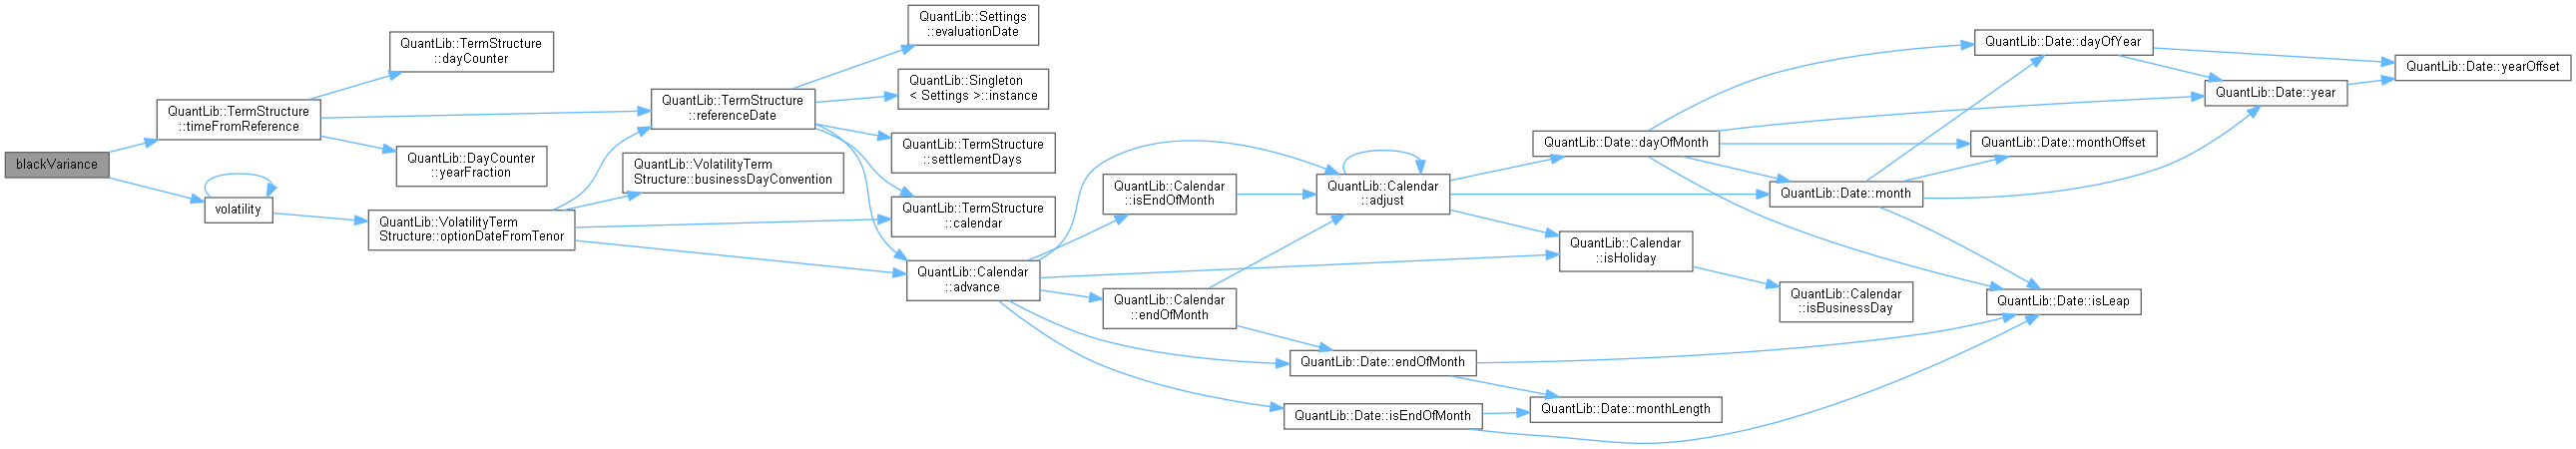 blackVariance
QuantLib::TermStructure
::timeFromReference
volatility
QuantLib::TermStructure
::dayCounter
QuantLib::DayCounter
::yearFraction
QuantLib::VolatilityTerm
Structure::optionDateFromTenor
QuantLib::TermStructure
::referenceDate
QuantLib::VolatilityTerm
Structure::businessDayConvention
QuantLib::Settings
::evaluationDate
QuantLib::Singleton
< Settings >::instance
QuantLib::TermStructure
::settlementDays
QuantLib::TermStructure
::calendar
QuantLib::Calendar
::advance
QuantLib::Calendar
::isEndOfMonth
QuantLib::Calendar
::endOfMonth
QuantLib::Calendar
::adjust
QuantLib::Date::endOfMonth
QuantLib::Date::isEndOfMonth
QuantLib::Date::dayOfMonth
QuantLib::Calendar
::isHoliday
QuantLib::Date::monthLength
QuantLib::Date::month
QuantLib::Calendar
::isBusinessDay
QuantLib::Date::dayOfYear
QuantLib::Date::monthOffset
QuantLib::Date::isLeap
QuantLib::Date::year
QuantLib::Date::yearOffset